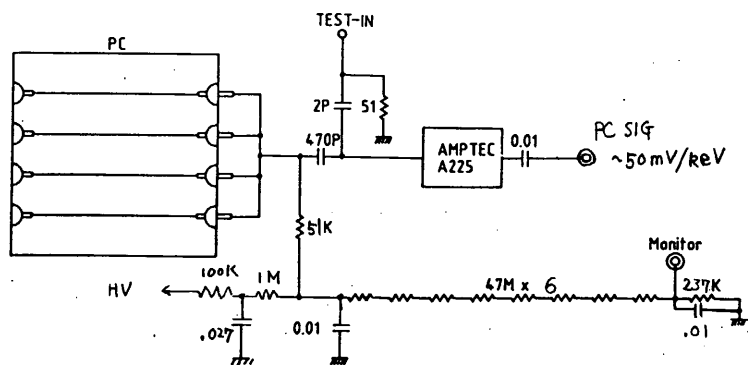 TEST-IN
PC
2P
51
470P
AMPTEC
A225
0.01
PC SIG
~50mV/keV
51K
Monitor
100K
1M
47M x 6
237K
HV
.027
0.01
.01